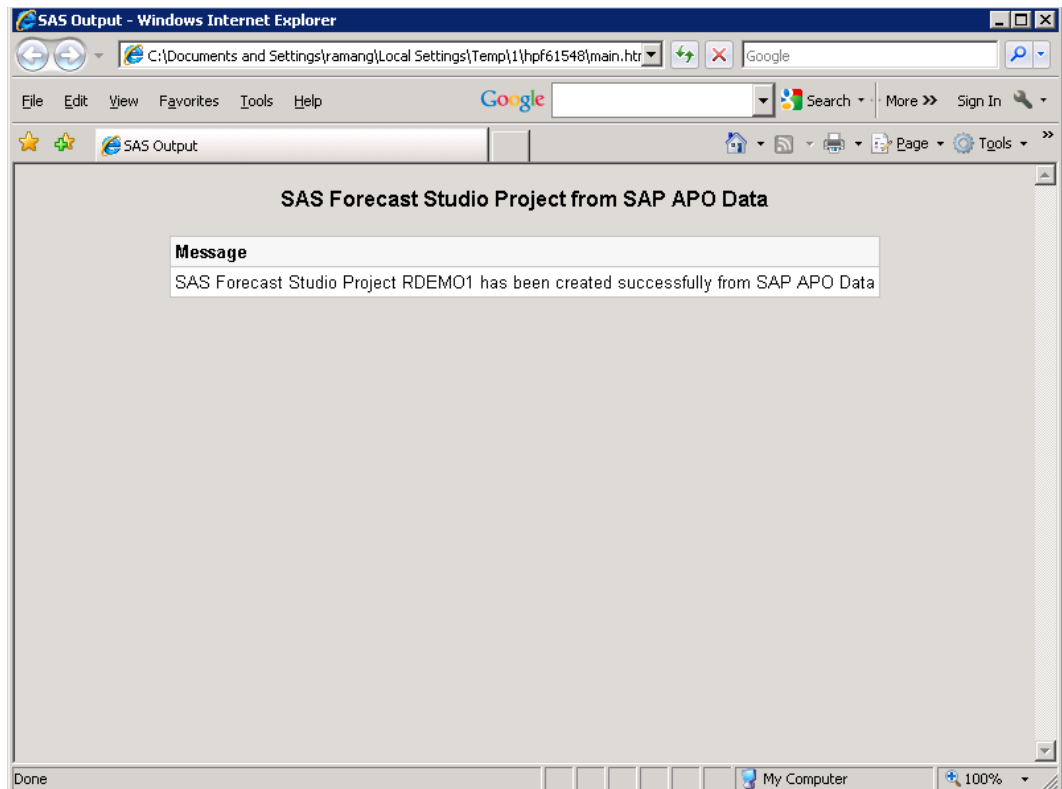 SAS Output - Windows Internet Explorer
C:\Documents and Settings\ramang\Local Settings\Temp\1\hpf61548\main.htr
Google
File Edit View Favorites Tools Help Google Search More >> Sign In
SAS Output Page Tools >>
SAS Forecast Studio Project from SAP APO Data
Message
SAS Forecast Studio Project RDEMO1 has been created successfully from SAP APO Data
Done My Computer 100%